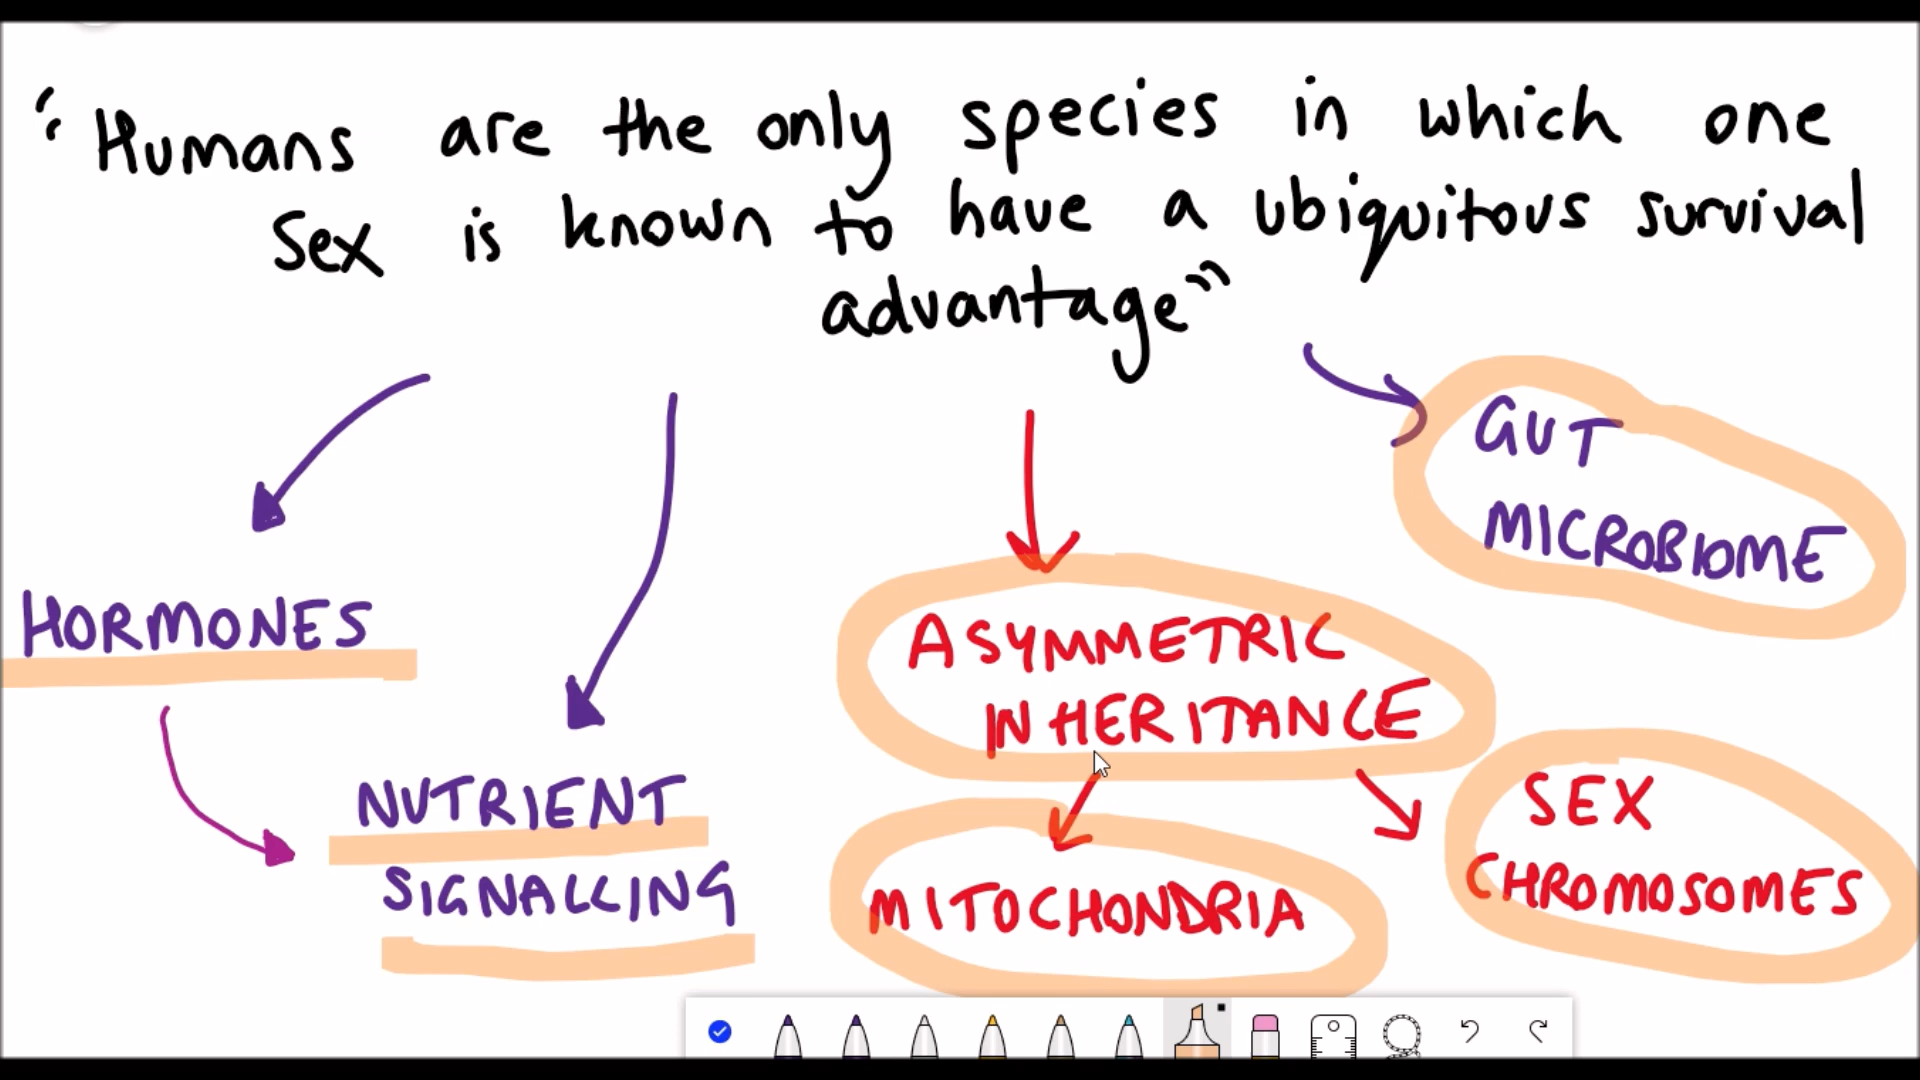 “Humans are the only species in which one
sex is known to have a ubiquitous survival
advantage”
GUT
MICROBIOME
HORMONES
ASYMMETRIC
INHERITANCE
NUTRIENT
SIGNALLING
MITOCHONDRIA
SEX
CHROMOSOMES